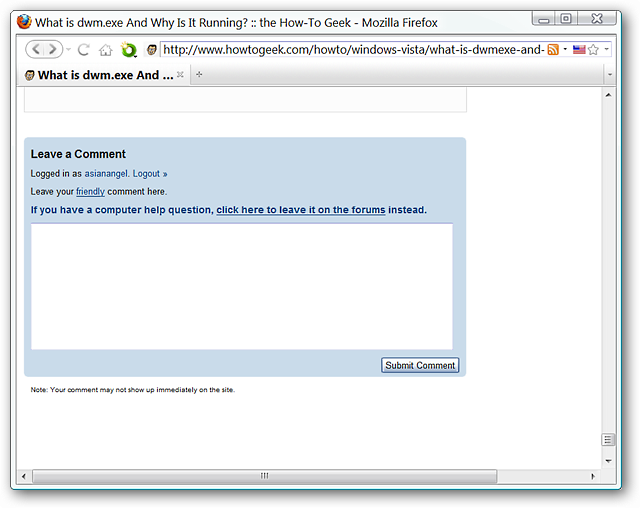 What is dwm.exe And Why Is It Running? :: the How-To Geek - Mozilla Firefox
http://www.howtogeek.com/howto/windows-vista/what-is-dwmexe-and-
What is dwm.exe And ...
Leave a Comment
Logged in as asianangel. Logout »
Leave your friendly comment here.
If you have a computer help question, click here to leave it on the forums instead.
Submit Comment
Note: Your comment may not show up immediately on the site.